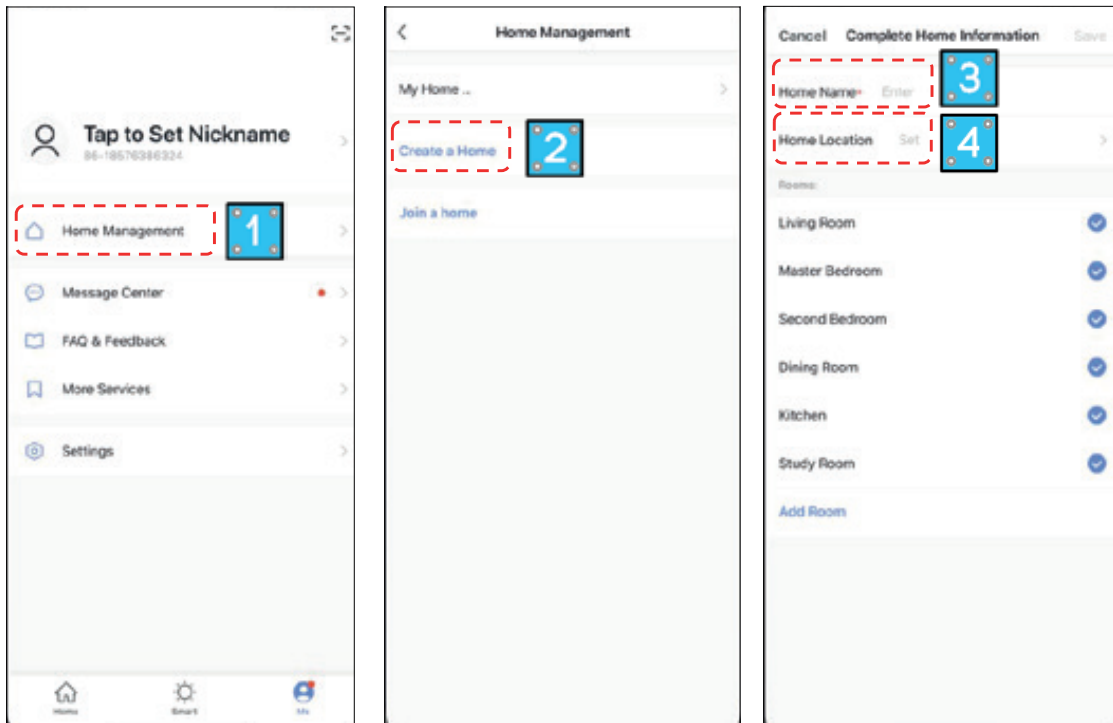 Tap to Set Nickname
86-18576386324
Home Management
1
Message Center
FAQ & Feedback
More Services
Settings
Home
Smart
Me
Home Management
My Home ..
Create a Home
2
Join a home
Cancel Complete Home Information Save
Home Name* Enter
3
Home Location Set
4
Rooms:
Living Room
Master Bedroom
Second Bedroom
Dining Room
Kitchen
Study Room
Add Room